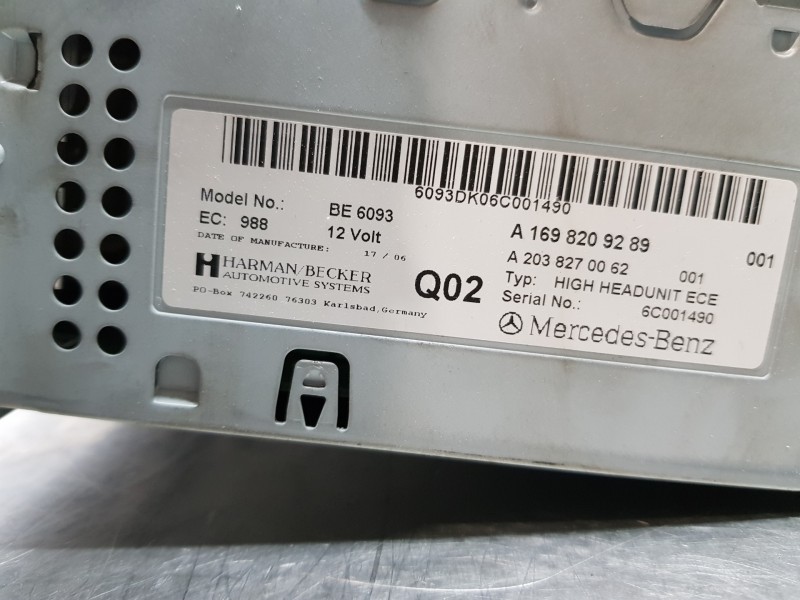 6093DK06C001490
Model No.: BE 6093
EC: 988 12 Volt
DATE OF MANUFACTURE: 17 / 06
HARMAN/BECKER
AUTOMOTIVE SYSTEMS
PO-Box 742260 76303 Karlsbad,Germany
Q02
A 169 820 92 89 001
A 203 827 00 62 001
Typ: HIGH HEADUNIT ECE
Serial No.: 6C001490
Mercedes-Benz